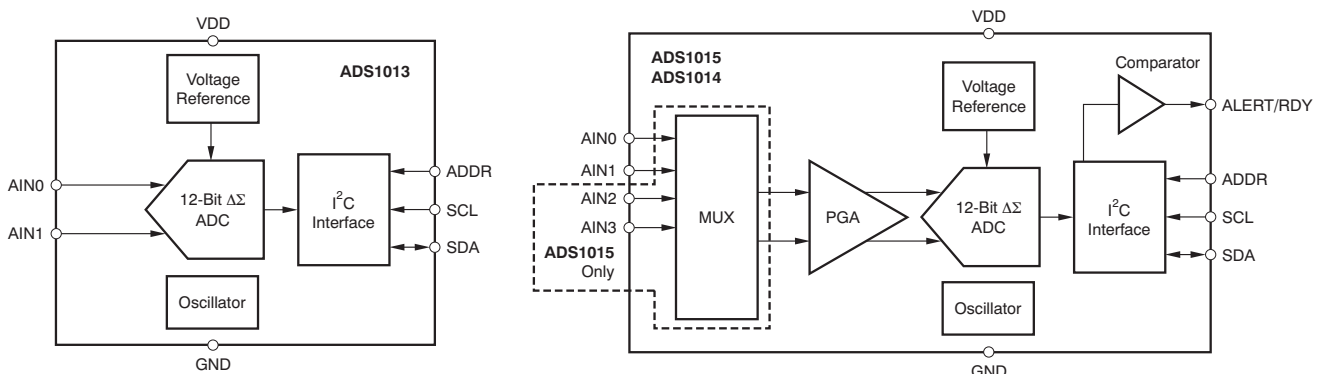 VDD
ADS1013
Voltage
Reference
AIN0
AIN1
12-Bit ΔΣ
ADC
I²C
Interface
ADDR
SCL
SDA
Oscillator
GND
VDD
ADS1015
ADS1014
Comparator
Voltage
Reference
ALERT/RDY
AIN0
AIN1
AIN2
AIN3
ADS1015
Only
MUX
PGA
12-Bit ΔΣ
ADC
I²C
Interface
ADDR
SCL
SDA
Oscillator
GND